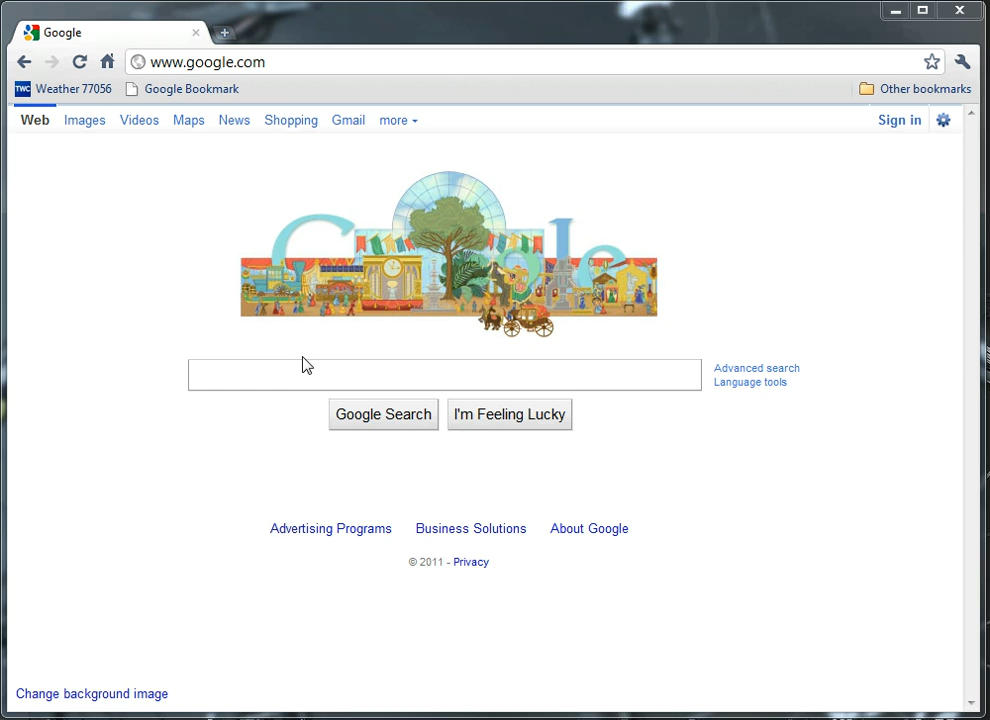 Google
www.google.com
TWC Weather 77056 Google Bookmark Other bookmarks
Web Images Videos Maps News Shopping Gmail more Sign in
Google
Advanced search
Language tools
Google Search I'm Feeling Lucky
Advertising Programs Business Solutions About Google
© 2011 - Privacy
Change background image